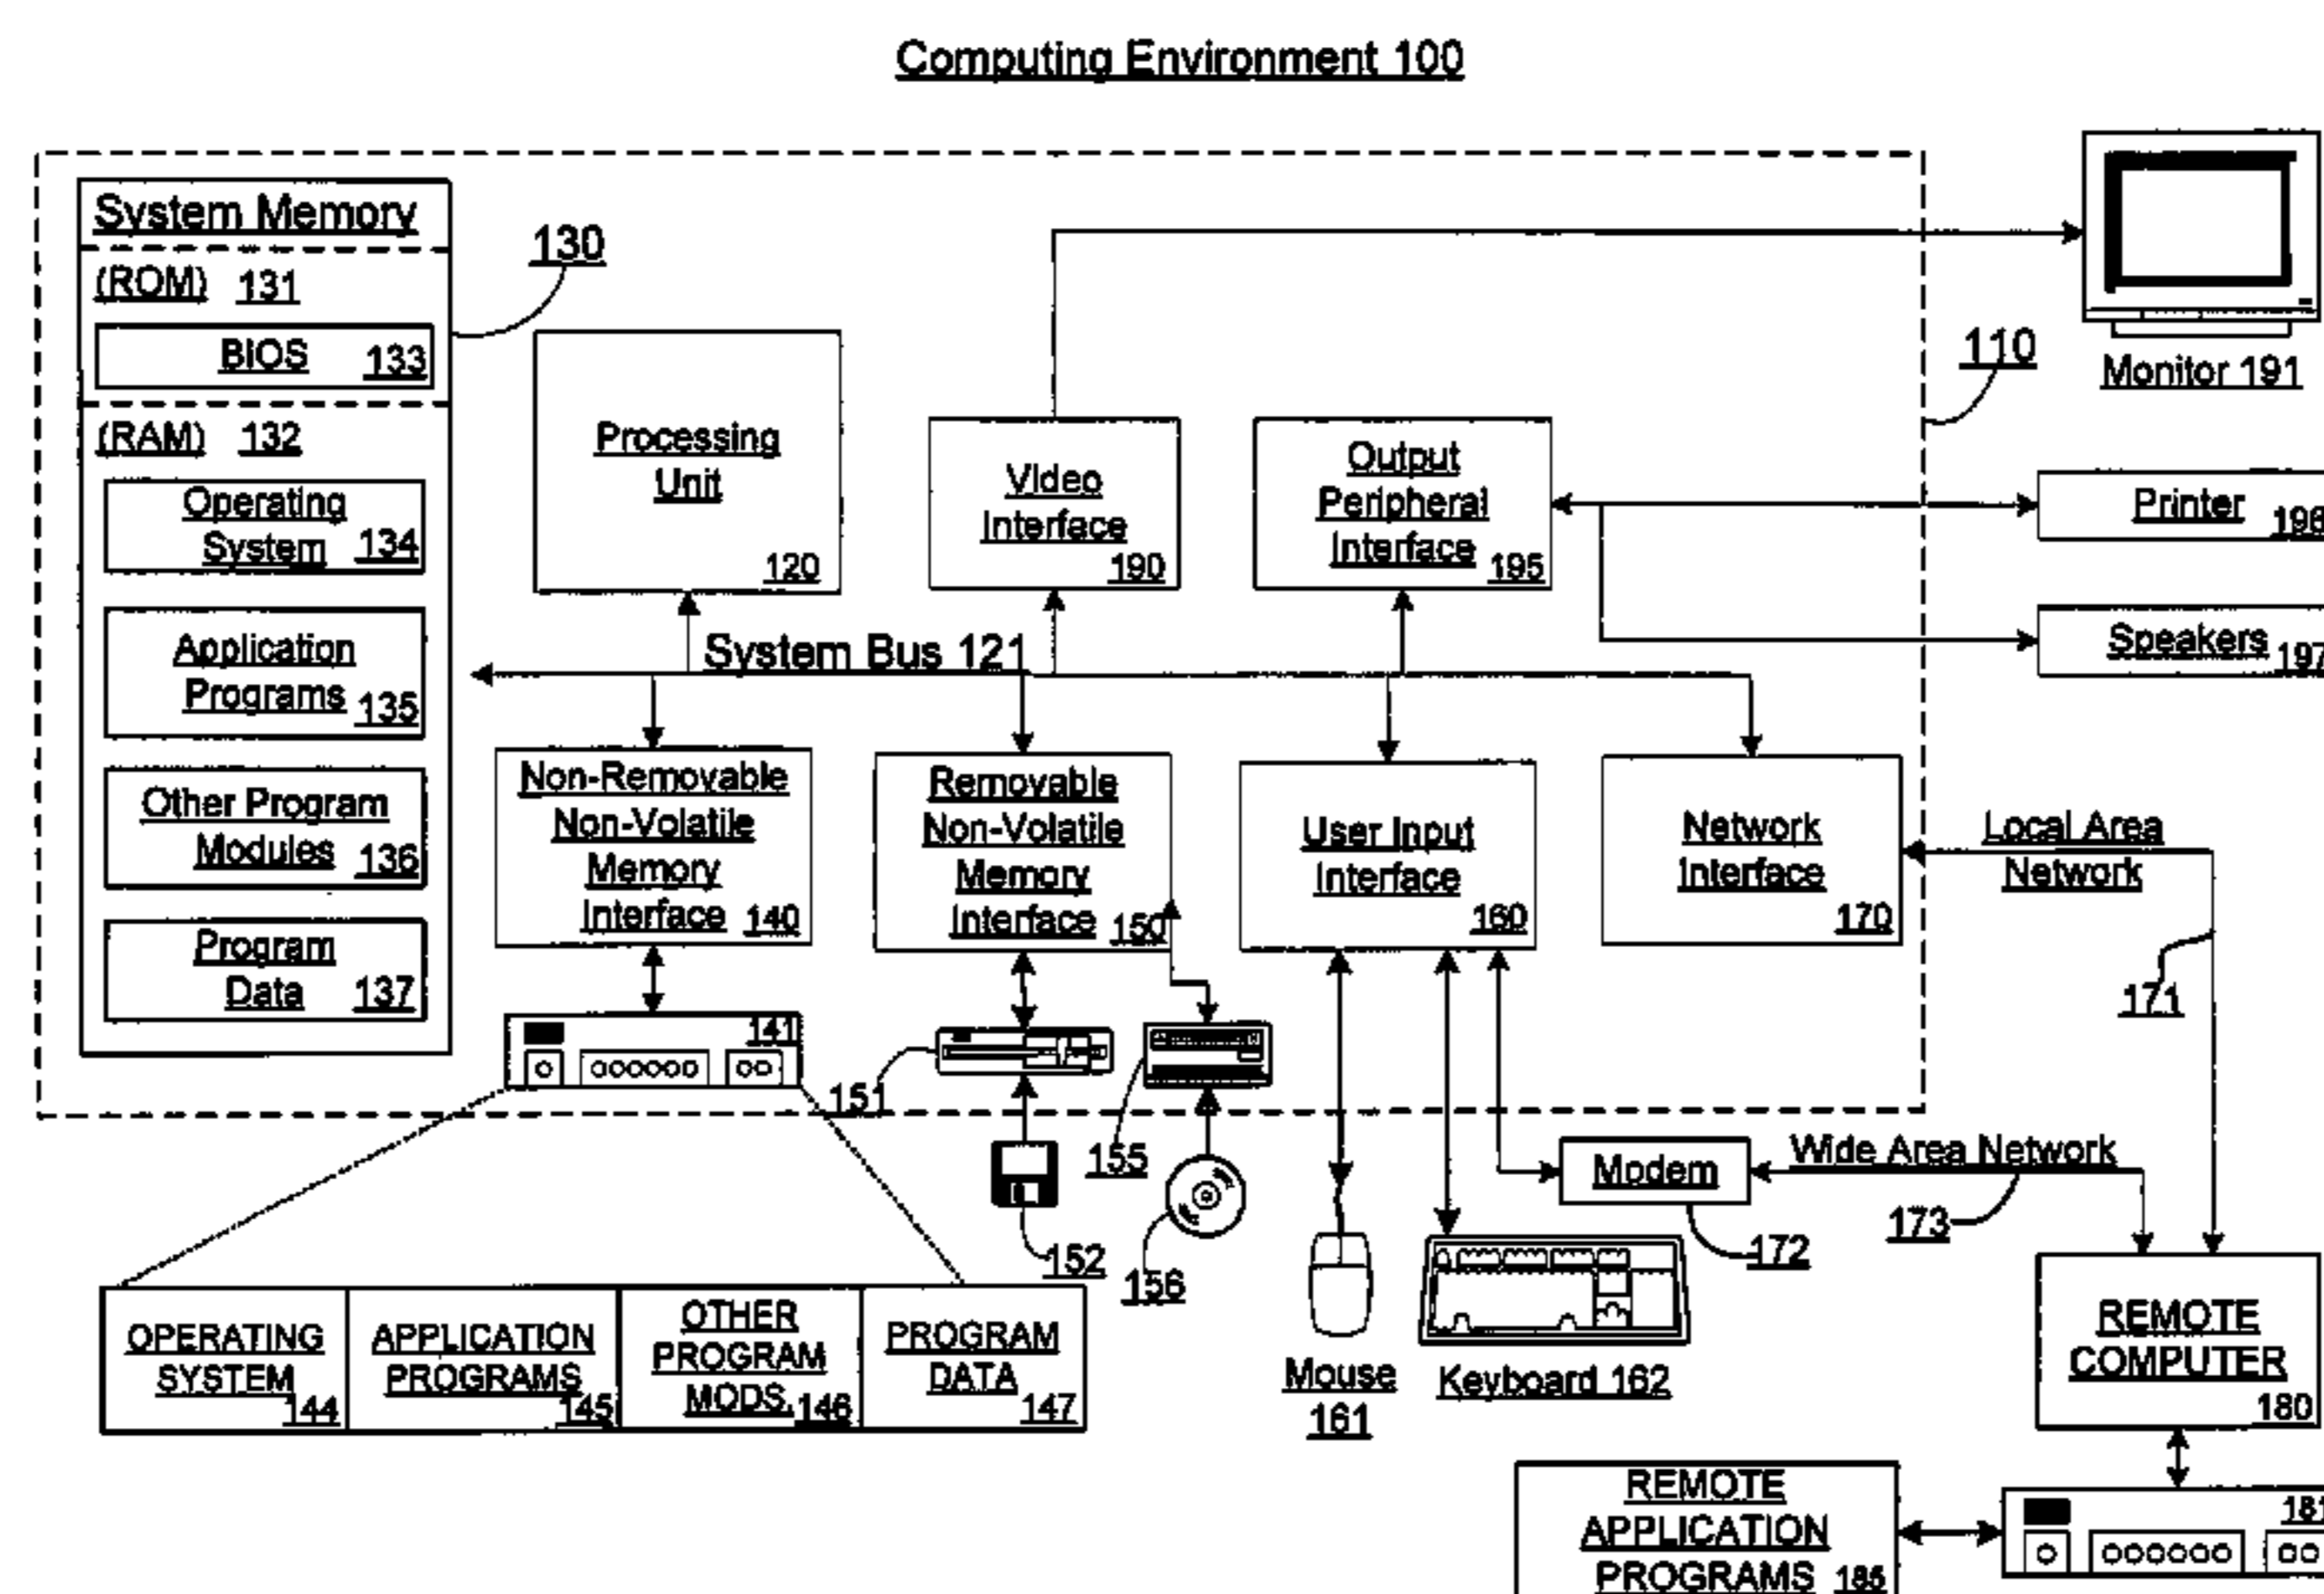 Computing Environment 100
System Memory
(ROM) 131
BIOS 133
(RAM) 132
Operating
System 134
Application
Programs 135
Other Program
Modules 136
Program
Data 137
130
Processing
Unit
120
Video
Interface
190
Output
Peripheral
Interface 195
110
Monitor 191
Printer 196
Speakers 197
System Bus 121
Non-Removable
Non-Volatile
Memory
Interface 140
Removable
Non-Volatile
Memory
Interface 150
User Input
Interface
160
Network
Interface
170
Local Area
Network
171
141
151
152
155
156
Modem
172
Wide Area Network
173
Mouse
161
Keyboard 162
OPERATING
SYSTEM
144
APPLICATION
PROGRAMS
145
OTHER
PROGRAM
MODS. 146
PROGRAM
DATA
147
REMOTE
COMPUTER
180
181
REMOTE
APPLICATION
PROGRAMS 185